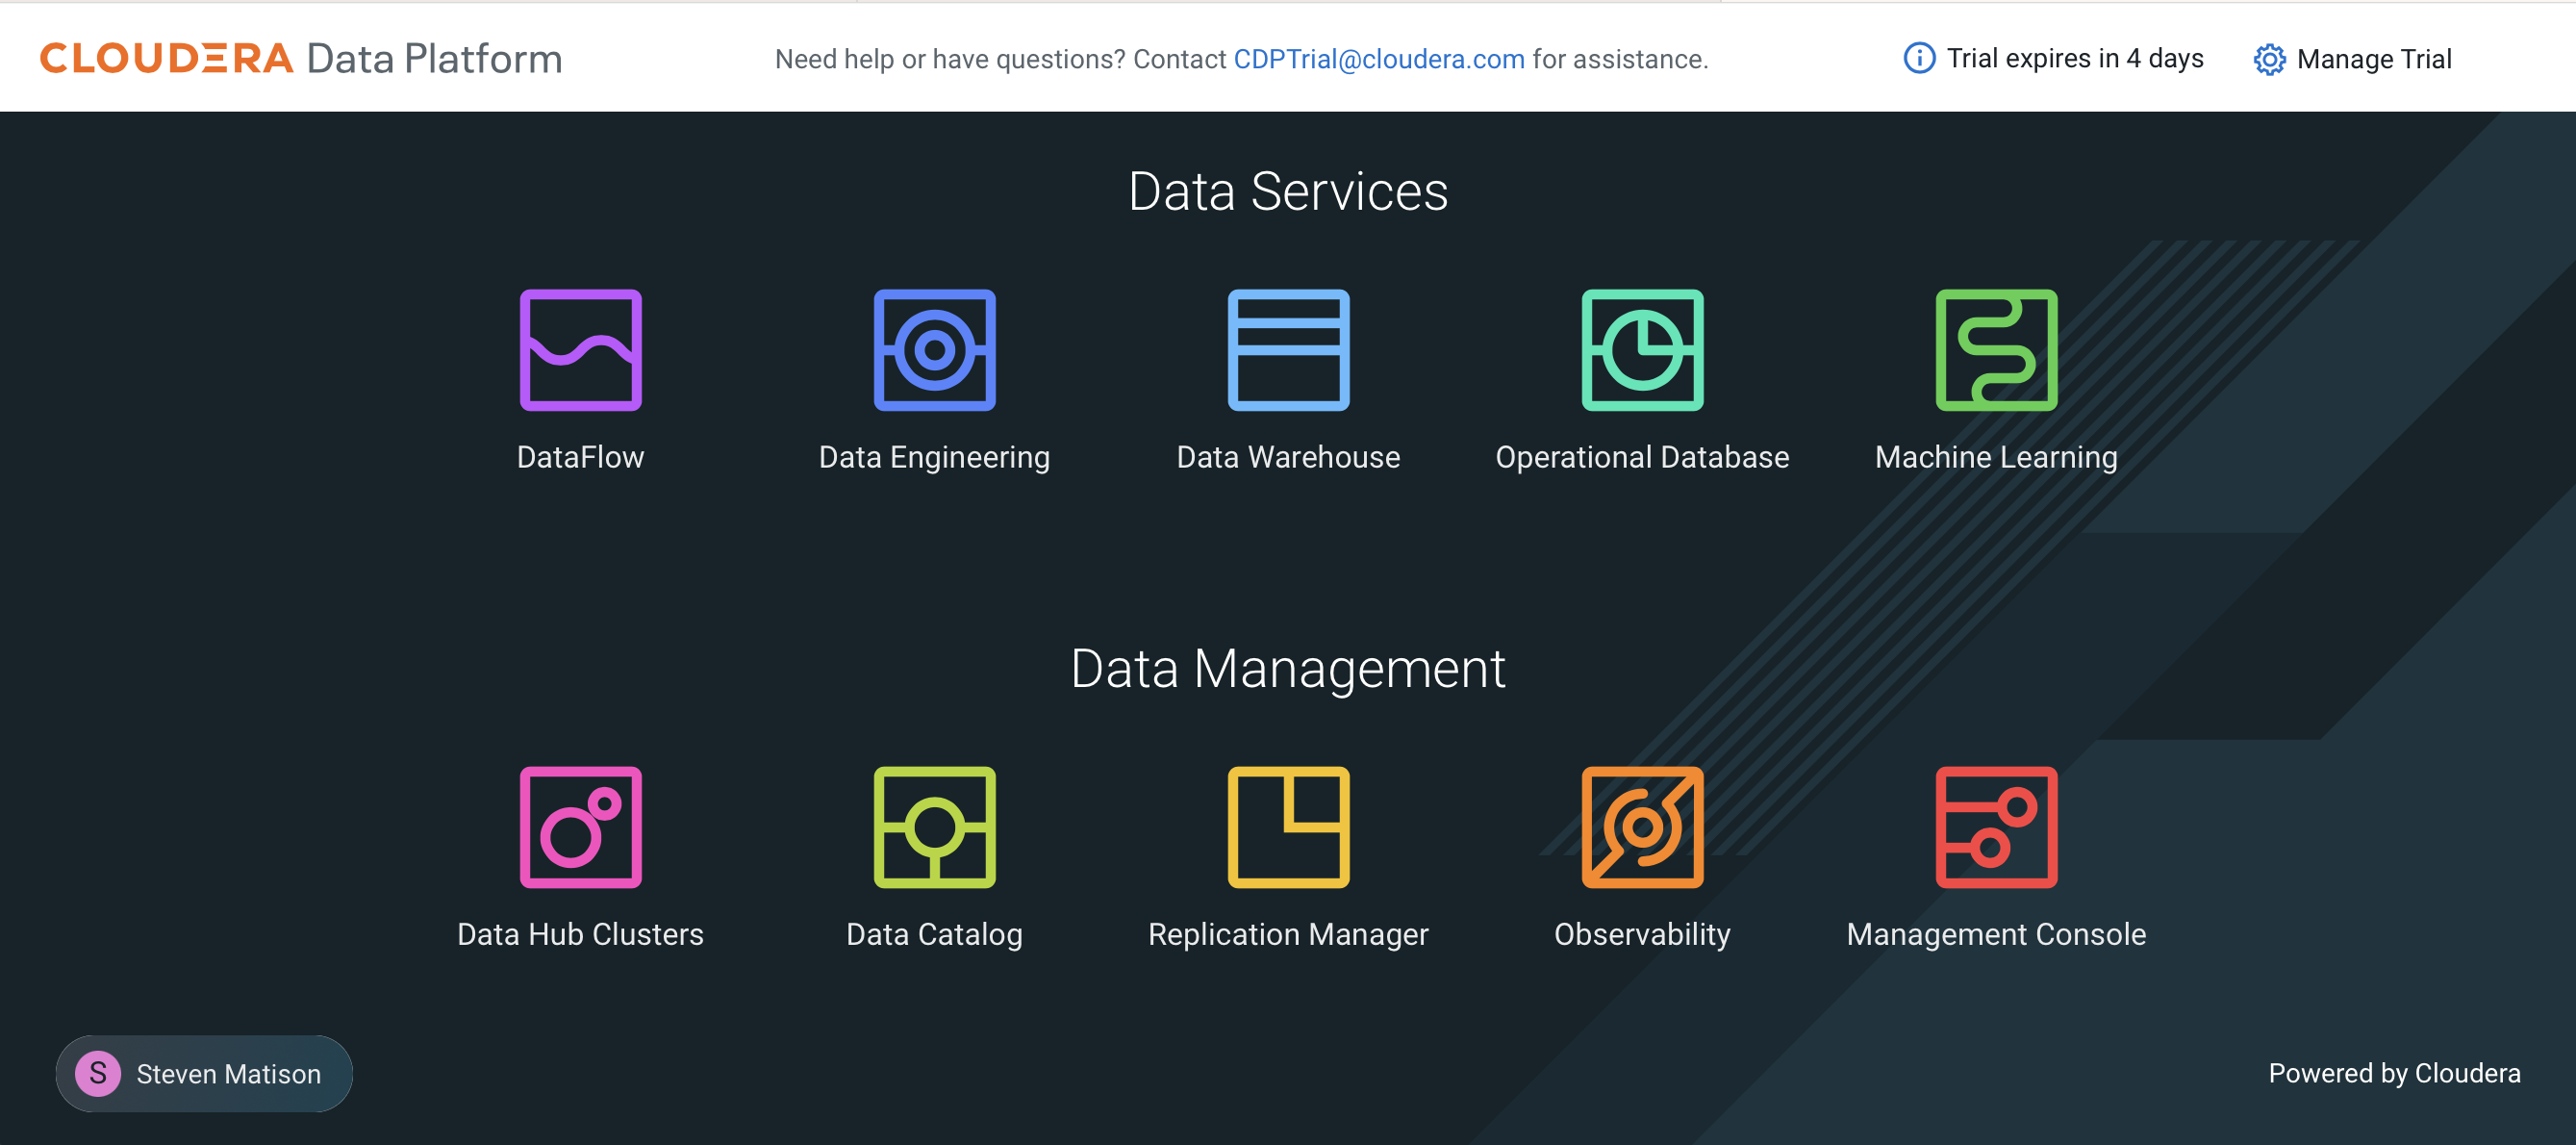 CLOUDERA Data Platform
Need help or have questions? Contact CDPTrial@cloudera.com for assistance.
Trial expires in 4 days
Manage Trial
Data Services
DataFlow
Data Engineering
Data Warehouse
Operational Database
Machine Learning
Data Management
Data Hub Clusters
Data Catalog
Replication Manager
Observability
Management Console
S
Steven Matison
Powered by Cloudera